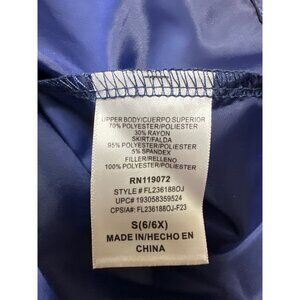 UPPER BODY/CUERPO SUPERIOR
70% POLYESTER/POLIESTER
30% RAYON
SKIRT/FALDA
95% POLYESTER/POLIESTER
5% SPANDEX
FILLER/RELLENO
100% POLYESTER/POLIESTER
RN119072
STYLE # FL236188OJ
UPC# 193058359524
CPSIA#: FL236188OJ-F23
S(6/6X)
MADE IN/HECHO EN
CHINA